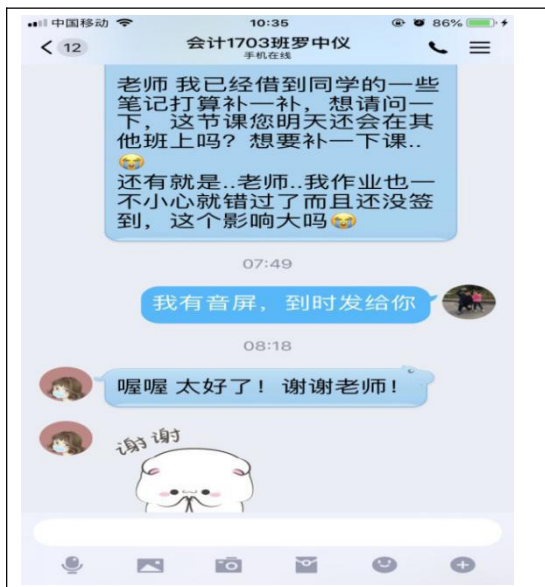 中国移动 10:35 86%
< 12 会计1703班罗中仪
手机在线
老师 我已经借到同学的一些
笔记打算补一补，想请问一
下，这节课您明天还会在其
他班上吗？想要补一下课..
还有就是..老师..我作业也一
不小心就错过了而且还没签
到，这个影响大吗
07:49
我有音屏，到时发给你
08:18
喔喔 太好了！谢谢老师！
谢谢